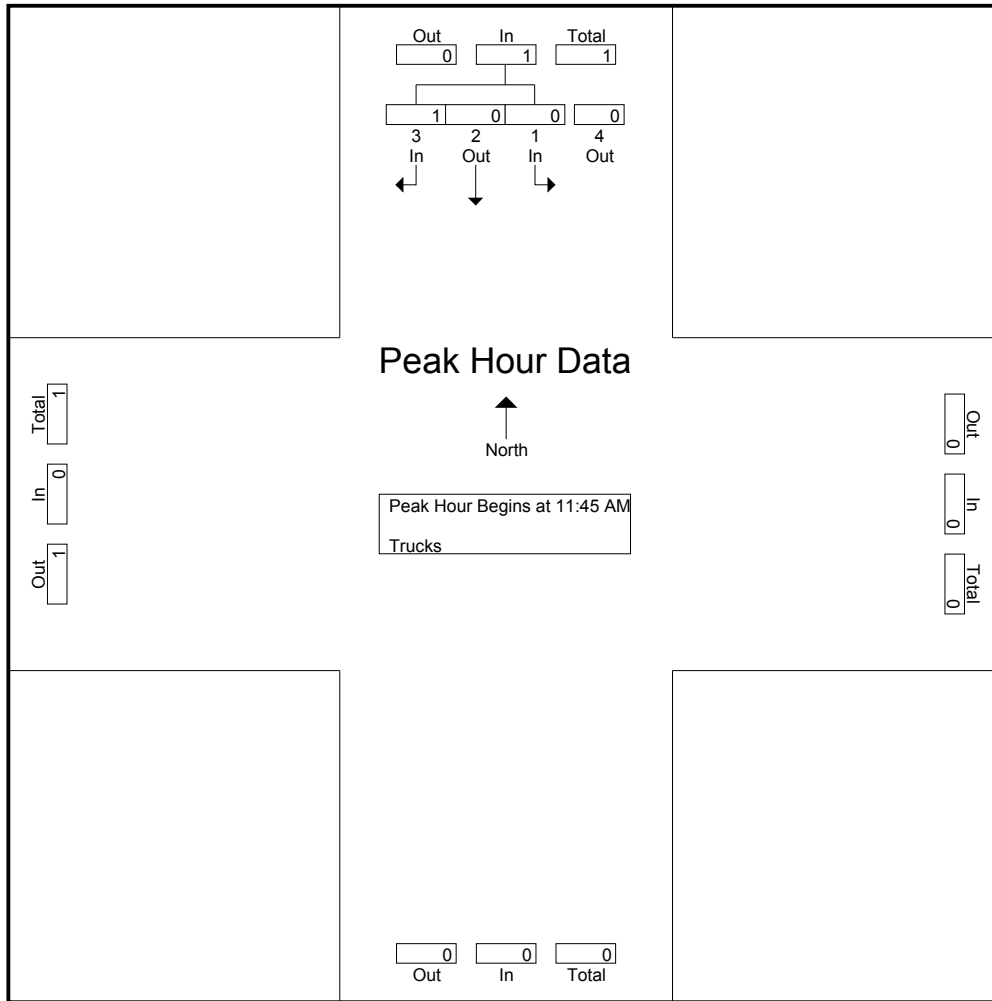 Out In Total
0 1 1
1 0 0 0
3 2 1 4
In Out In Out
Peak Hour Data
North
Peak Hour Begins at 11:45 AM
Trucks
Total 1
In 0
Out 1
Out 0
In 0
Total 0
0 0 0
Out In Total